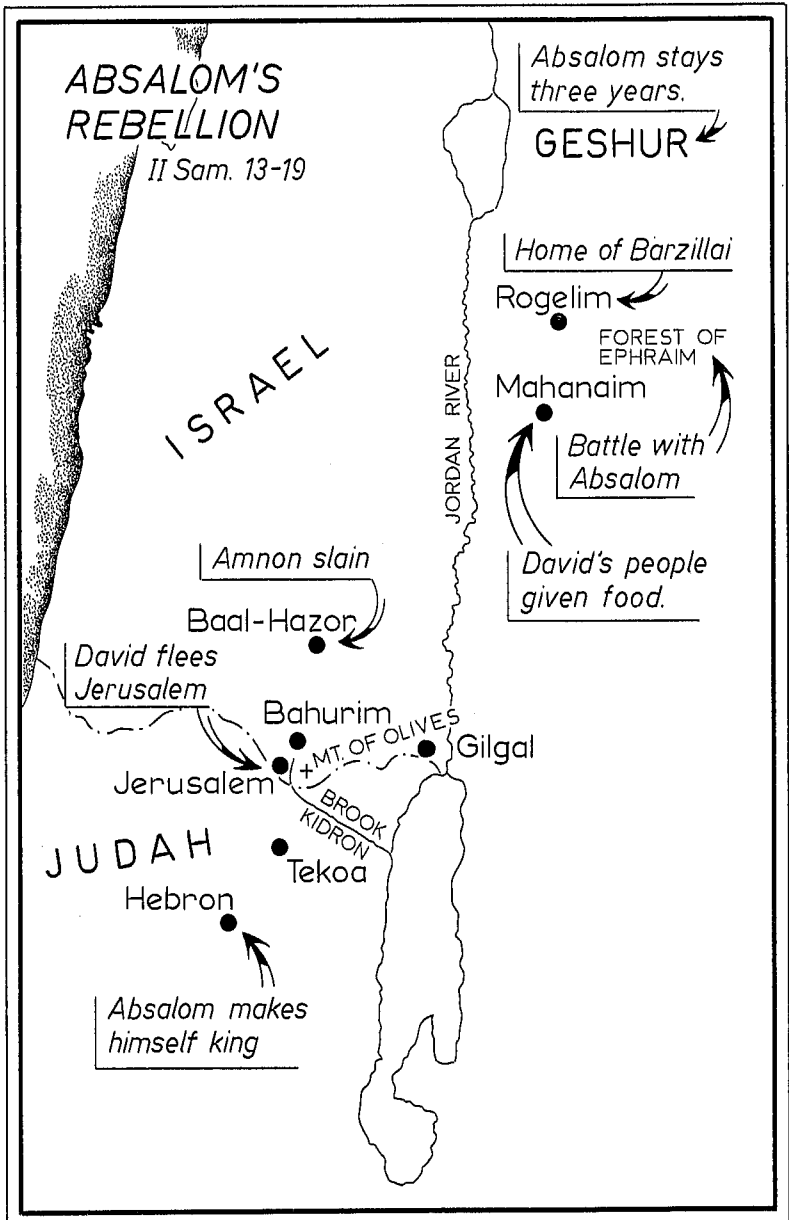 ABSALOM'S
REBELLION
II Sam. 13-19
Absalom stays
three years.
GESHUR
Home of Barzillai
Rogelim
FOREST OF
EPHRAIM
ISRAEL
JORDAN RIVER
Mahanaim
Battle with
Absalom
Amnon slain
David's people
given food.
Baal-Hazor
David flees
Jerusalem
Bahurim
MT. OF OLIVES
Gilgal
Jerusalem
BROOK
KIDRON
JUDAH
Tekoa
Hebron
Absalom makes
himself king